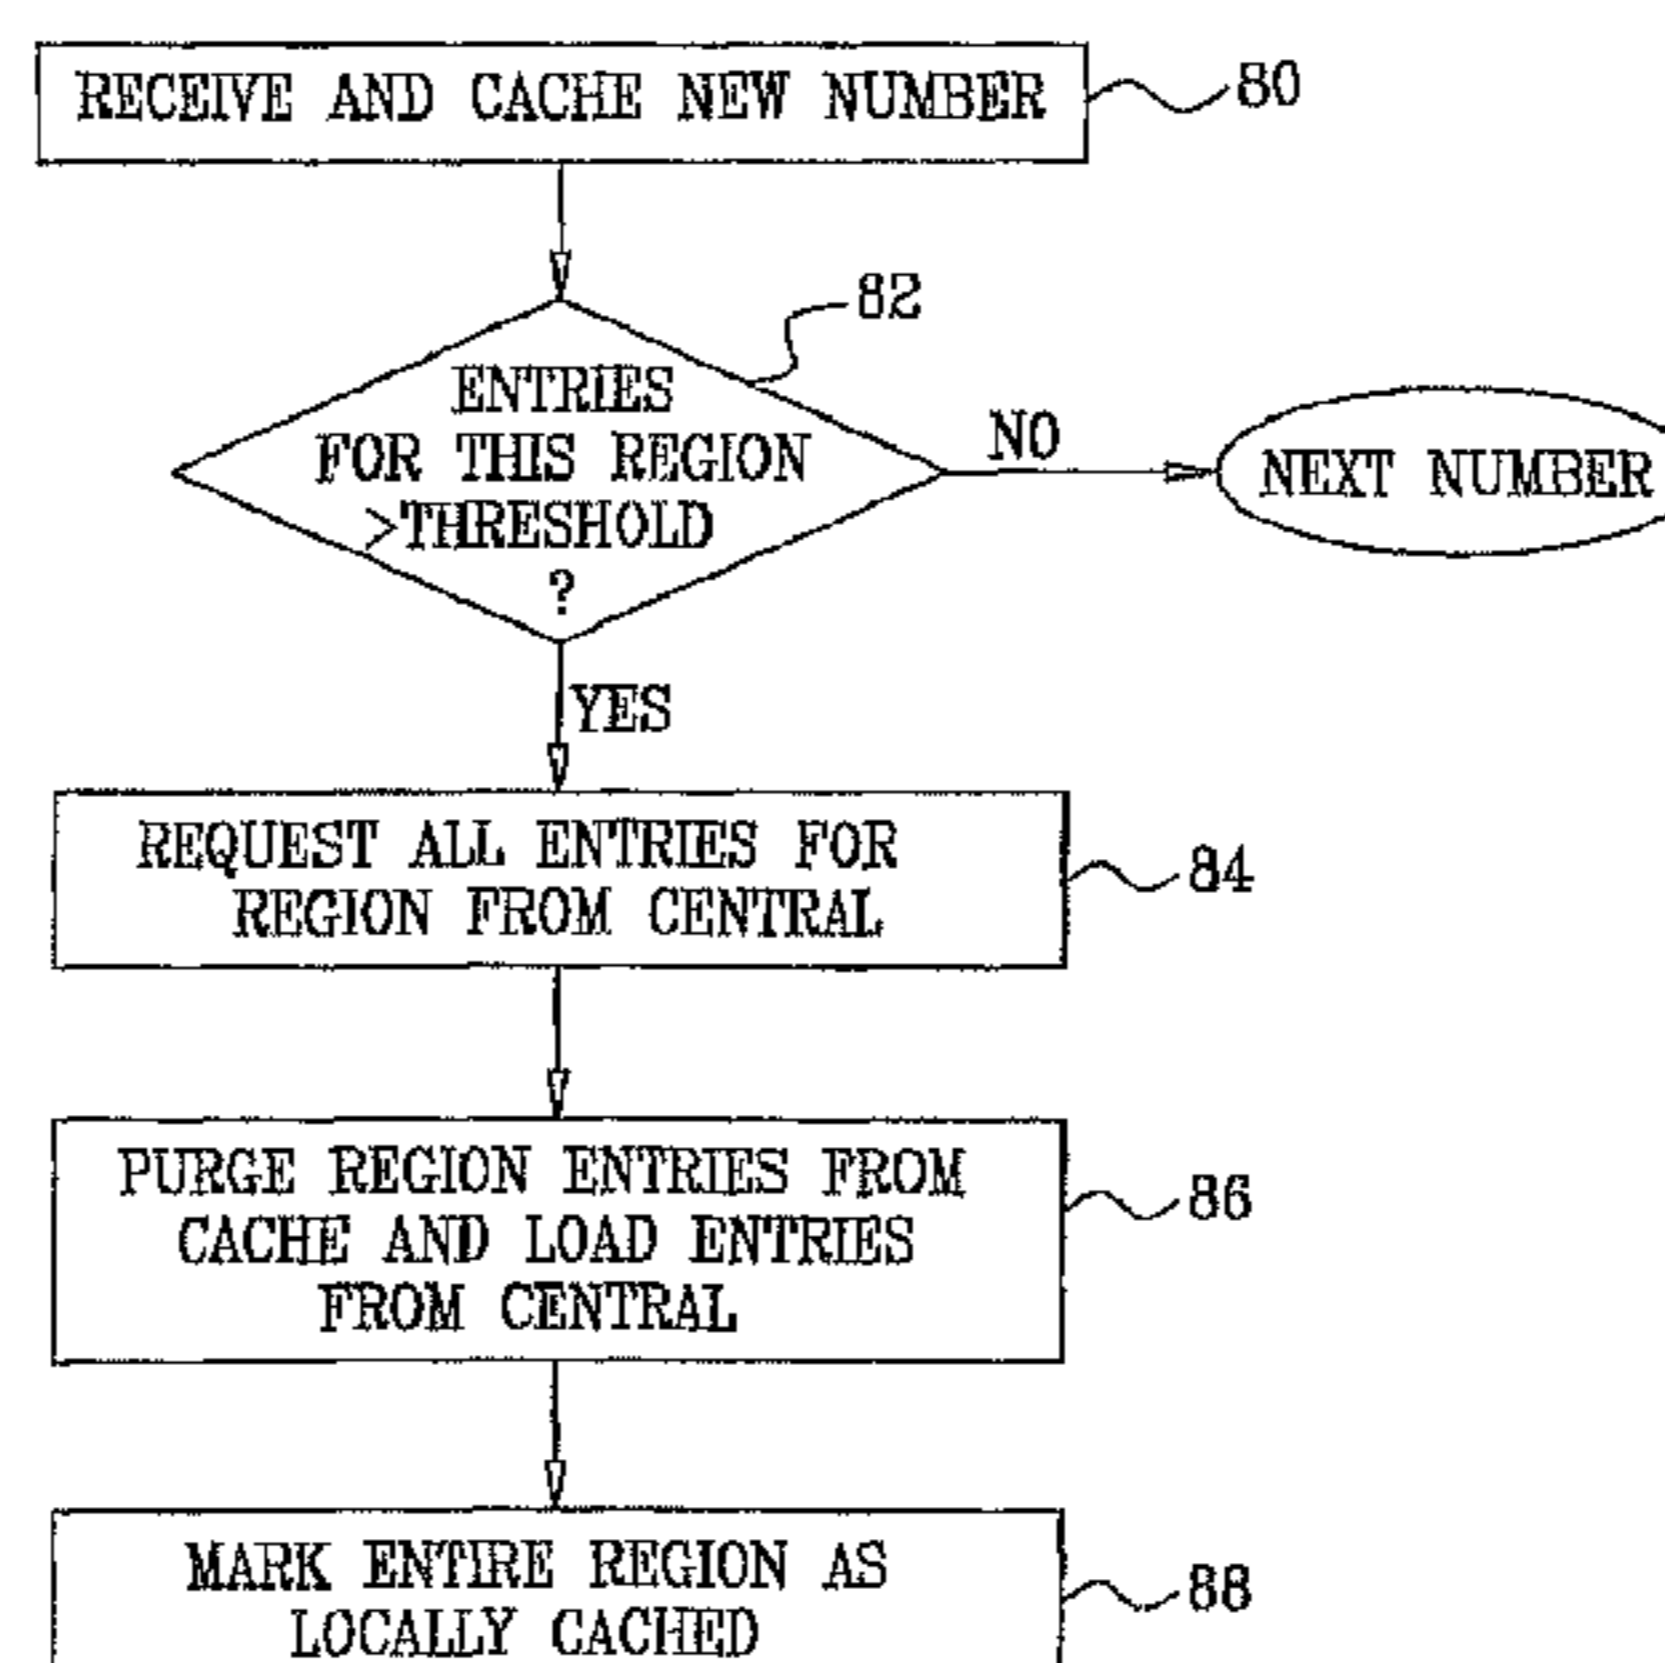 RECEIVE AND CACHE NEW NUMBER
80
82
ENTRIES
FOR THIS REGION
>THRESHOLD
?
NO
NEXT NUMBER
YES
REQUEST ALL ENTRIES FOR
REGION FROM CENTRAL
84
PURGE REGION ENTRIES FROM
CACHE AND LOAD ENTRIES
FROM CENTRAL
86
MARK ENTIRE REGION AS
LOCALLY CACHED
88